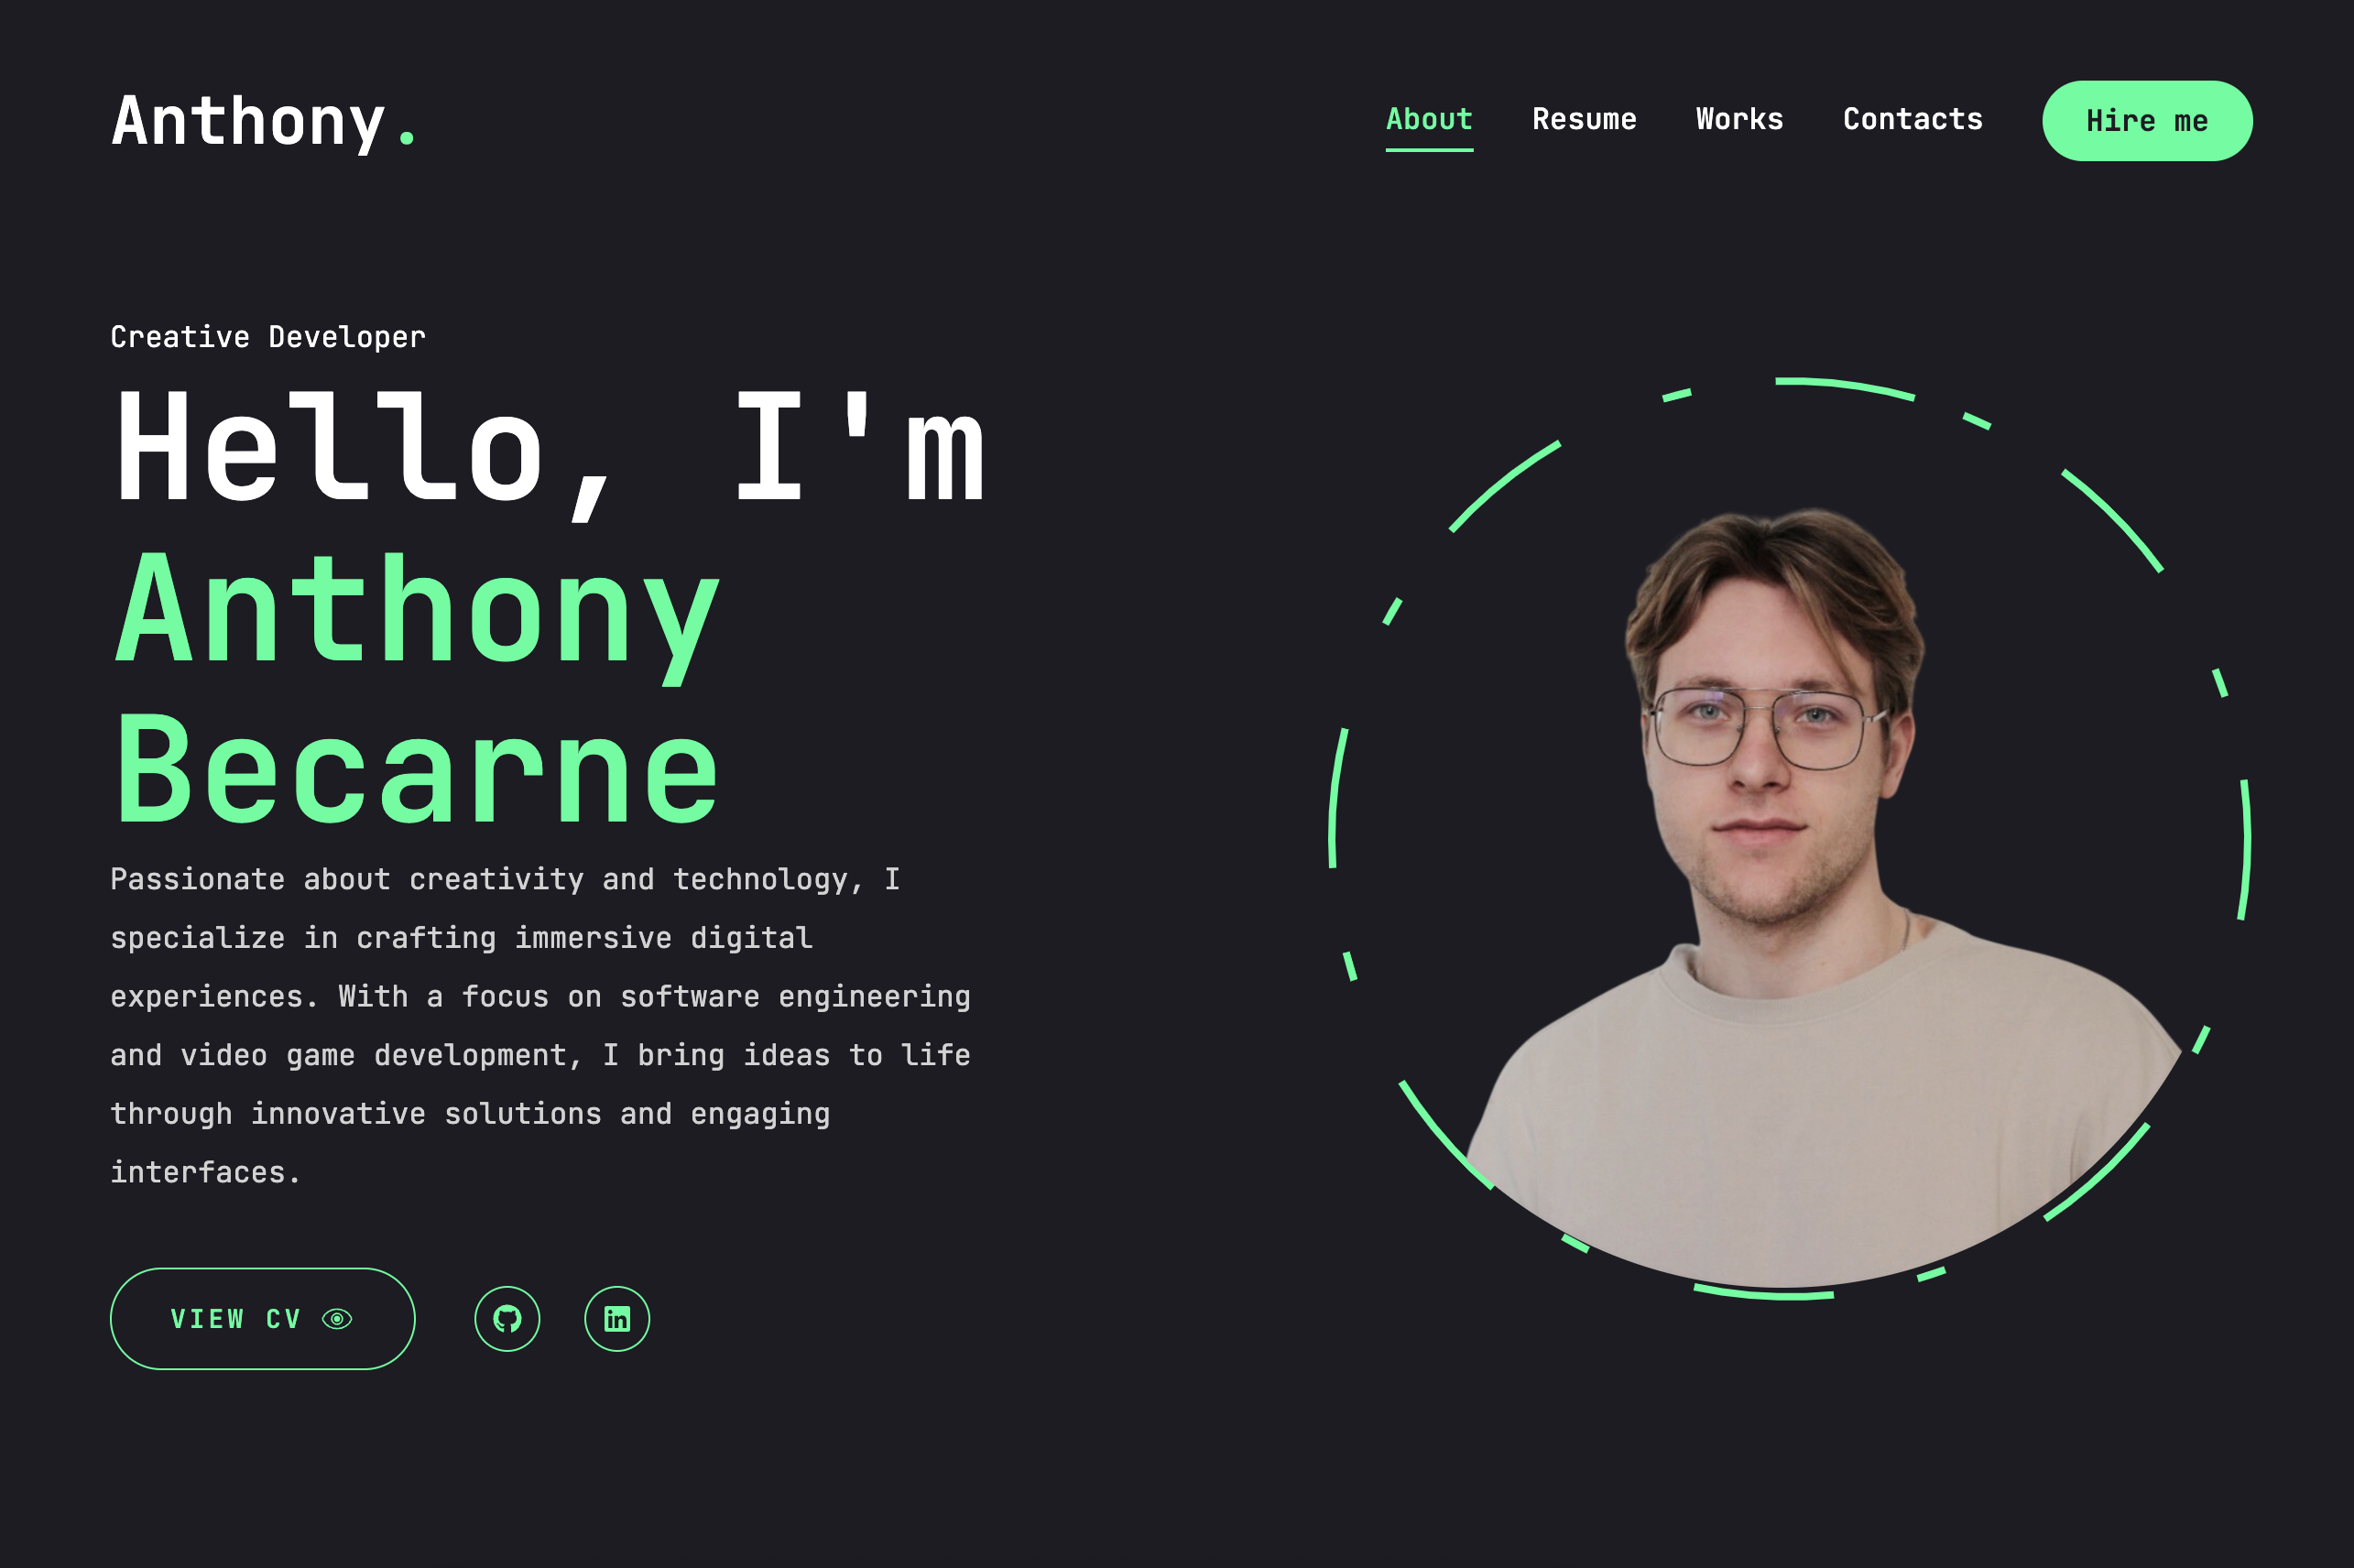 Anthony.
About Resume Works Contacts Hire me
Creative Developer
Hello, I'm
Anthony
Becarne
Passionate about creativity and technology, I
specialize in crafting immersive digital
experiences. With a focus on software engineering
and video game development, I bring ideas to life
through innovative solutions and engaging
interfaces.
VIEW CV
in